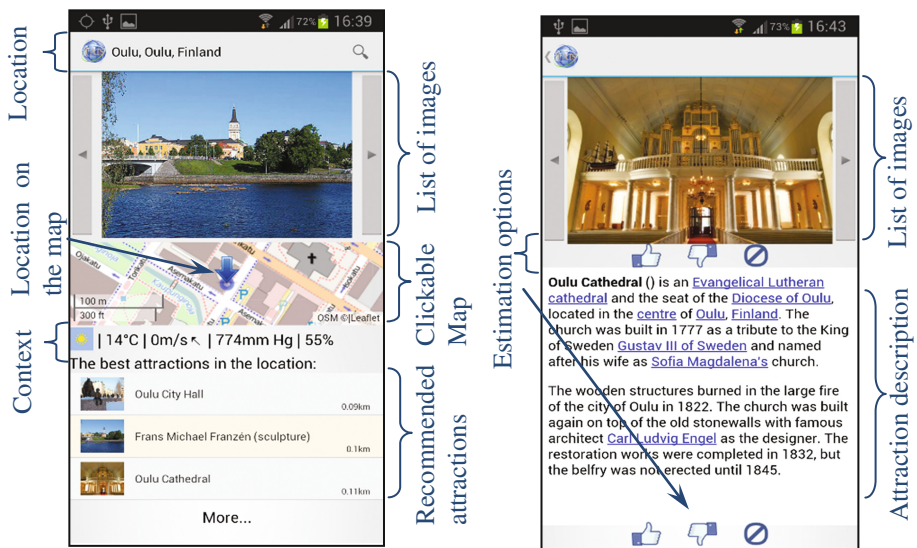 Location
Location on
the map
Context
72% 16:39
Oulu, Oulu, Finland
Ojakatu
Torikatu
Asemakatu
Asemakatu
100 m
300 ft
OSM ©|Leaflet
| 14°C | 0m/s ↖ | 774mm Hg | 55%
The best attractions in the location:
Oulu City Hall
0.09km
Frans Michael Franzén (sculpture)
0.1km
Oulu Cathedral
0.11km
More...
List of images
Clickable
Map
Recommended
attractions
Estimation options
73% 16:43
Oulu Cathedral () is an Evangelical Lutheran
cathedral and the seat of the Diocese of Oulu,
located in the centre of Oulu, Finland. The
church was built in 1777 as a tribute to the King
of Sweden Gustav III of Sweden and named
after his wife as Sofia Magdalena's church.
The wooden structures burned in the large fire
of the city of Oulu in 1822. The church was built
again on top of the old stonewalls with famous
architect Carl Ludvig Engel as the designer. The
restoration works were completed in 1832, but
the belfry was not erected until 1845.
List of images
Attraction description